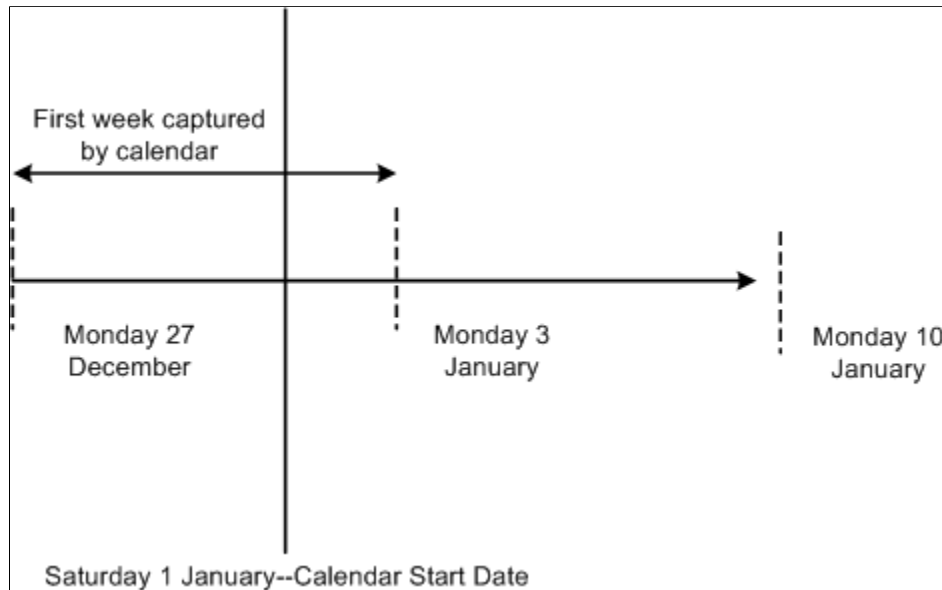 First week captured
by calendar
Monday 27
December
Monday 3
January
Monday 10
January
Saturday 1 January--Calendar Start Date